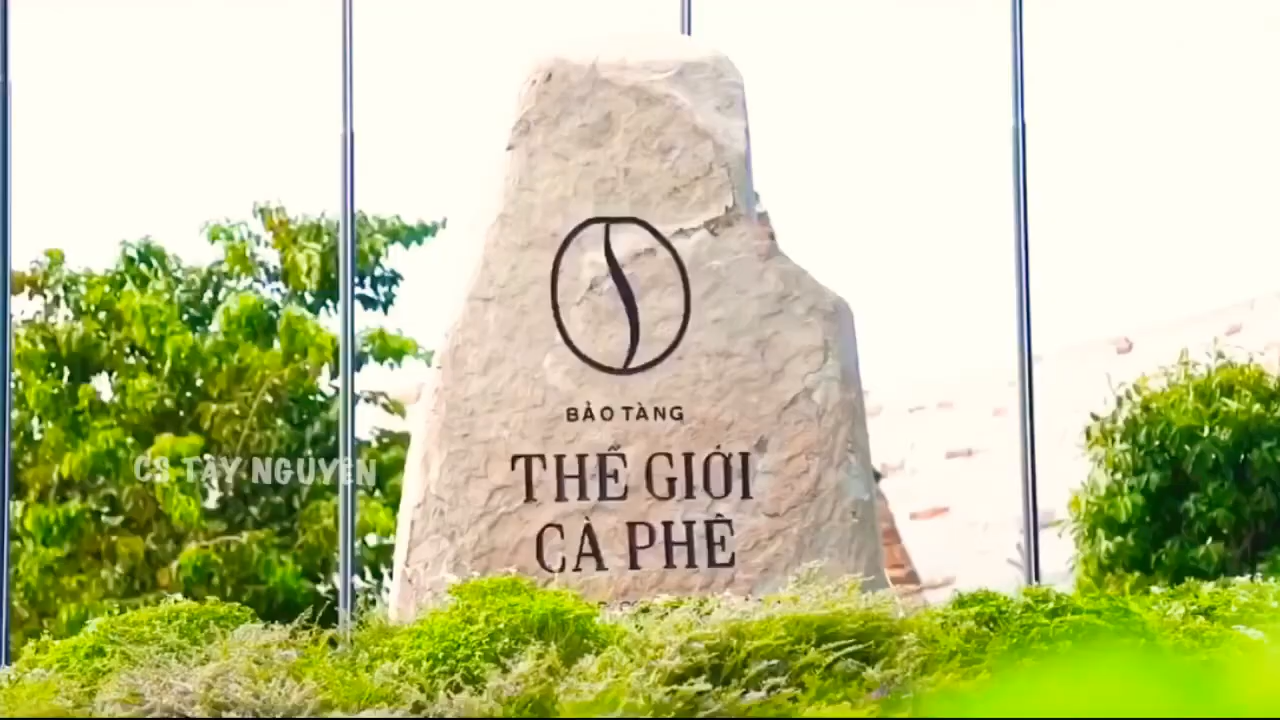 BẢO TÀNG
THẾ GIỚI
CÀ PHÊ
CS TÂY NGUYÊN